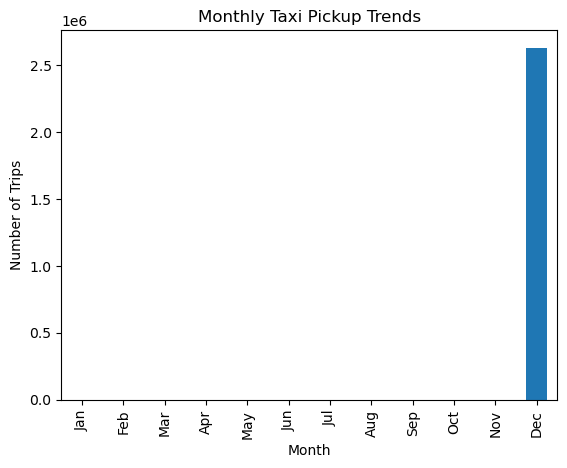 Monthly Taxi Pickup Trends
1e6
2.5
2.0
1.5
1.0
0.5
0.0
Number of Trips
Jan
Feb
Mar
Apr
May
Jun
Jul
Aug
Sep
Oct
Nov
Dec
Month